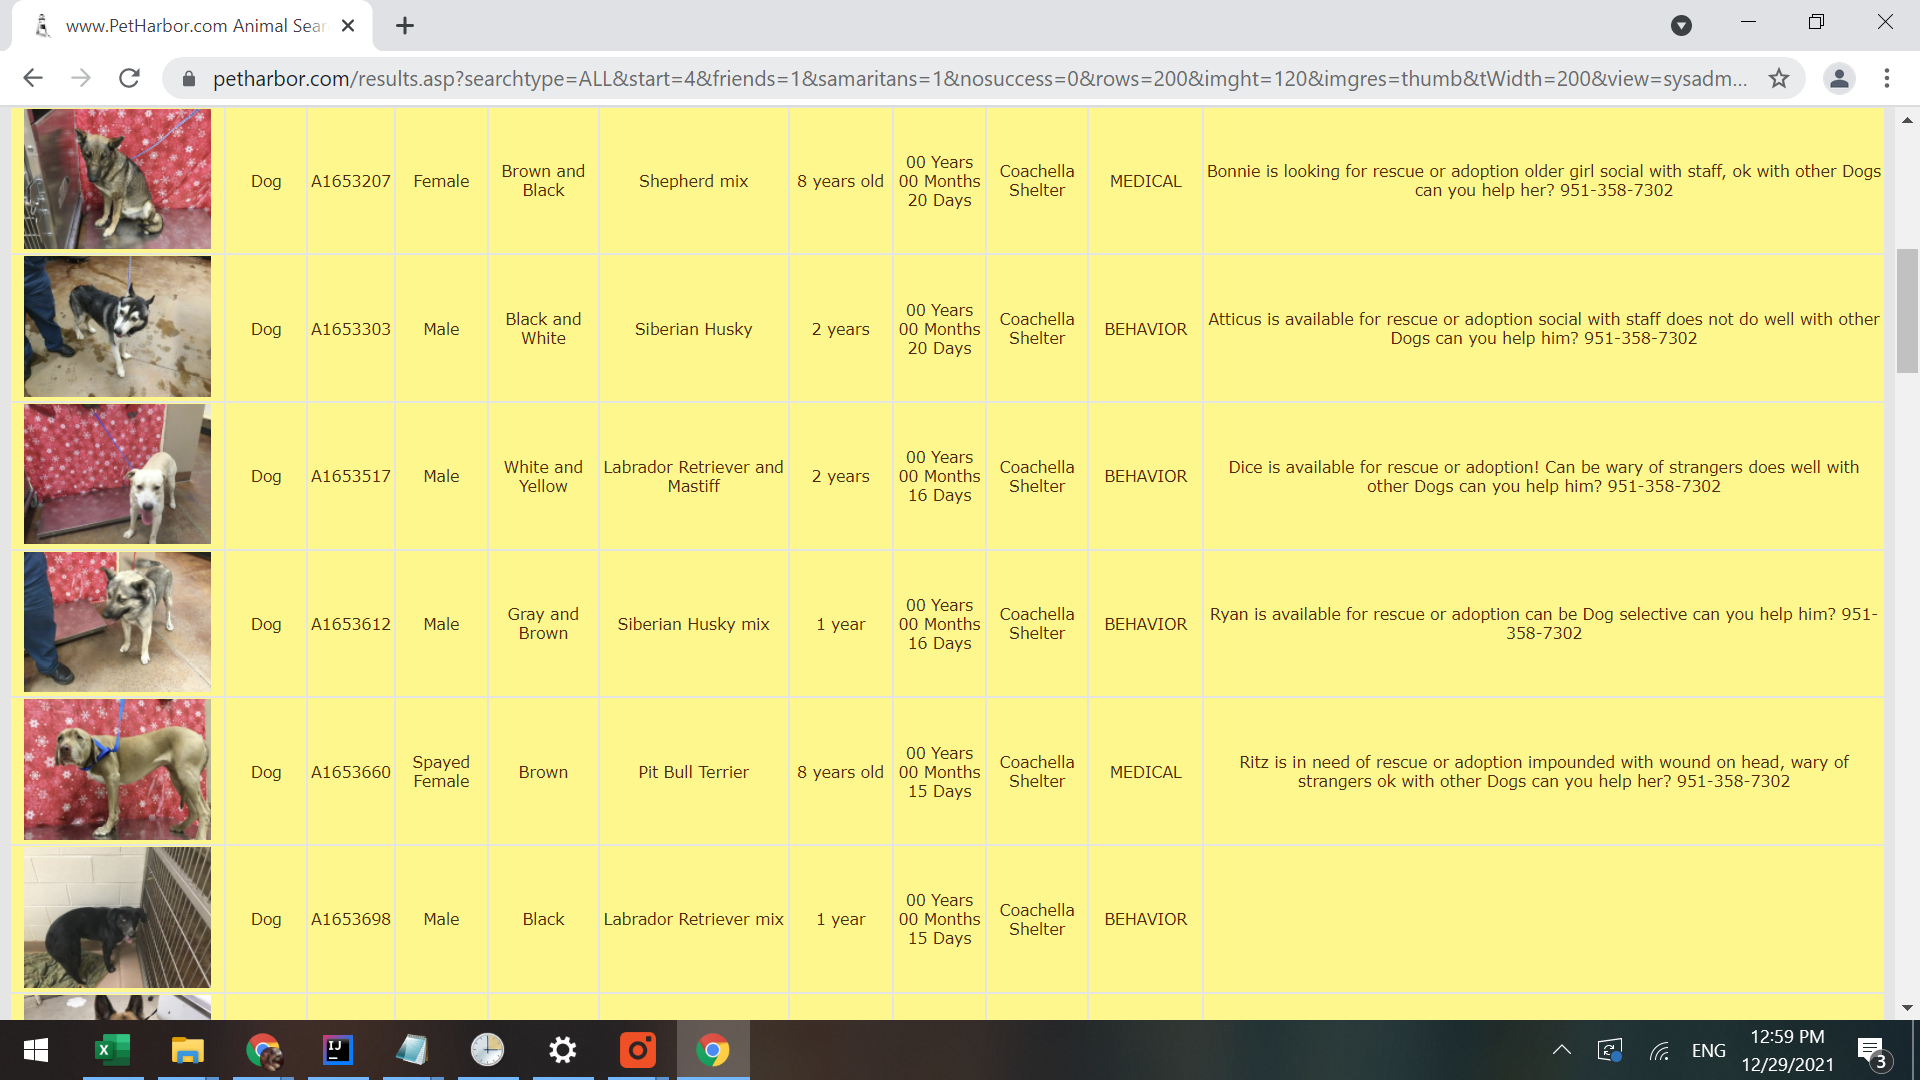 www.PetHarbor.com Animal Sear
petharbor.com/results.asp?searchtype=ALL&start=4&friends=1&samaritans=1&nosuccess=0&rows=200&imght=120&imgres=thumb&tWidth=200&view=sysadm...
Dog
A1653207
Female
Brown and
Black
Shepherd mix
8 years old
00 Years
00 Months
20 Days
Coachella
Shelter
MEDICAL
Bonnie is looking for rescue or adoption older girl social with staff, ok with other Dogs
can you help her? 951-358-7302
Dog
A1653303
Male
Black and
White
Siberian Husky
2 years
00 Years
00 Months
20 Days
Coachella
Shelter
BEHAVIOR
Atticus is available for rescue or adoption social with staff does not do well with other
Dogs can you help him? 951-358-7302
Dog
A1653517
Male
White and
Yellow
Labrador Retriever and
Mastiff
2 years
00 Years
00 Months
16 Days
Coachella
Shelter
BEHAVIOR
Dice is available for rescue or adoption! Can be wary of strangers does well with
other Dogs can you help him? 951-358-7302
Dog
A1653612
Male
Gray and
Brown
Siberian Husky mix
1 year
00 Years
00 Months
16 Days
Coachella
Shelter
BEHAVIOR
Ryan is available for rescue or adoption can be Dog selective can you help him? 951-
358-7302
Dog
A1653660
Spayed
Female
Brown
Pit Bull Terrier
8 years old
00 Years
00 Months
15 Days
Coachella
Shelter
MEDICAL
Ritz is in need of rescue or adoption impounded with wound on head, wary of
strangers ok with other Dogs can you help her? 951-358-7302
Dog
A1653698
Male
Black
Labrador Retriever mix
1 year
00 Years
00 Months
15 Days
Coachella
Shelter
BEHAVIOR
X
IJ
ENG
12:59 PM
12/29/2021
3